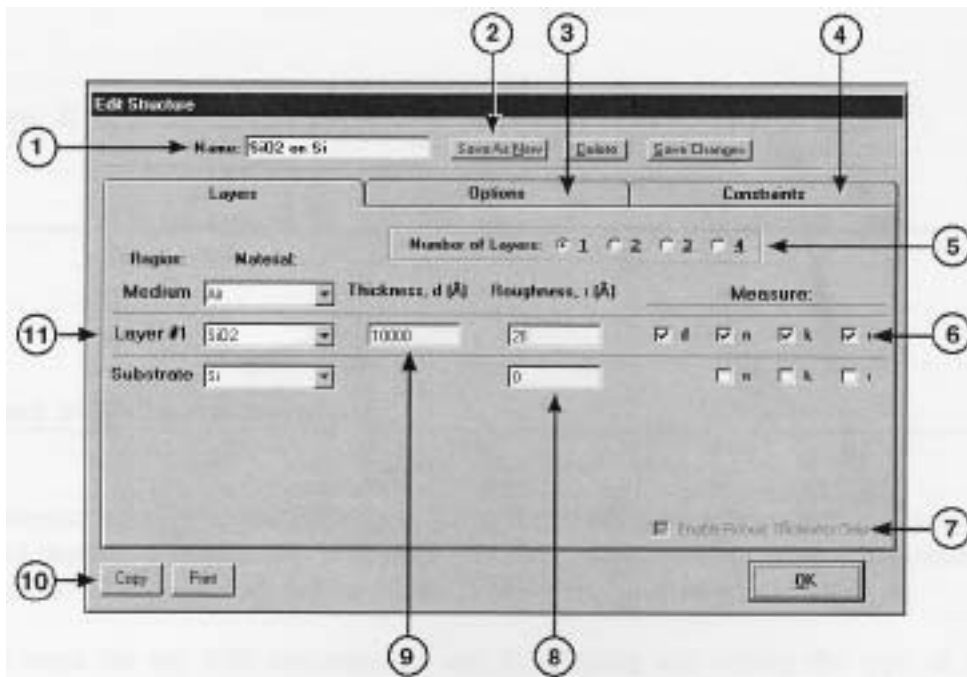 2 3 4
Edit Structure
1 Name: SiO2 on Si Save As New Delete Save Changes
Layers Options Constraints
Number of Layers: 1 2 3 4 5
Region: Material:
Medium Air Thickness, d (Å) Roughness, r (Å) Measure:
11 Layer #1 SiO2 10000 20 d n k r 6
Substrate Si 0 n k r
Enable Thickness Only 7
10 Copy Print OK
9 8